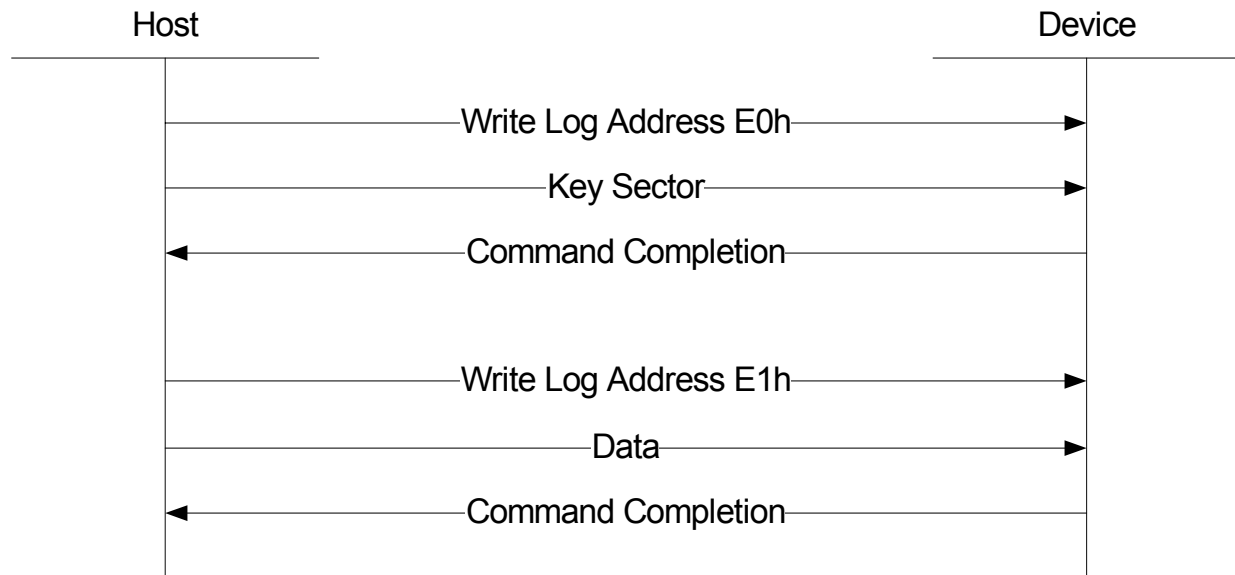 Host
Device
Write Log Address E0h
Key Sector
Command Completion
Write Log Address E1h
Data
Command Completion